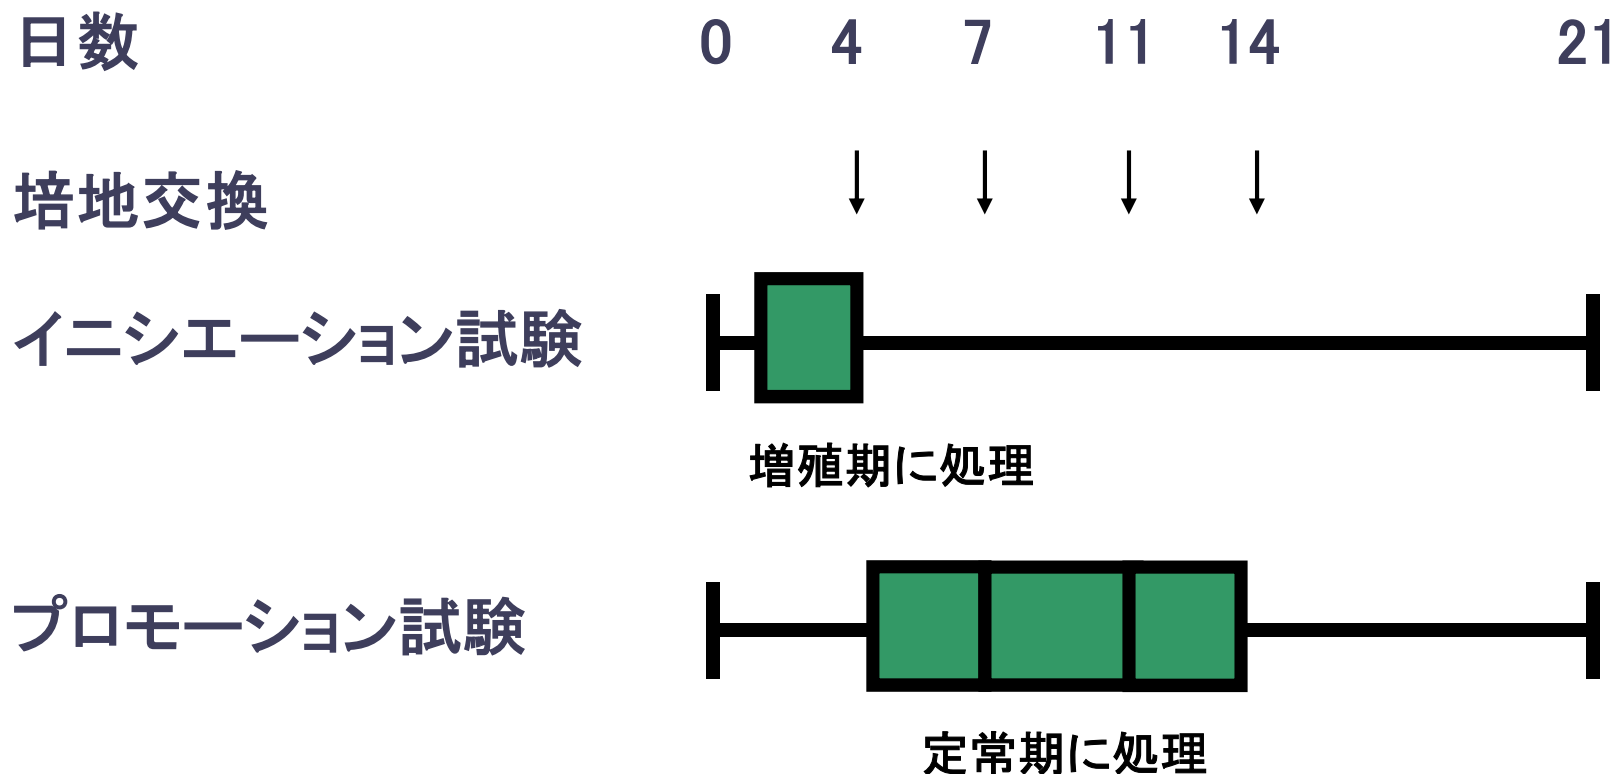 日数 0 4 7 11 14 21
培地交換
イニシエーション試験
増殖期に処理
プロモーション試験
定常期に処理